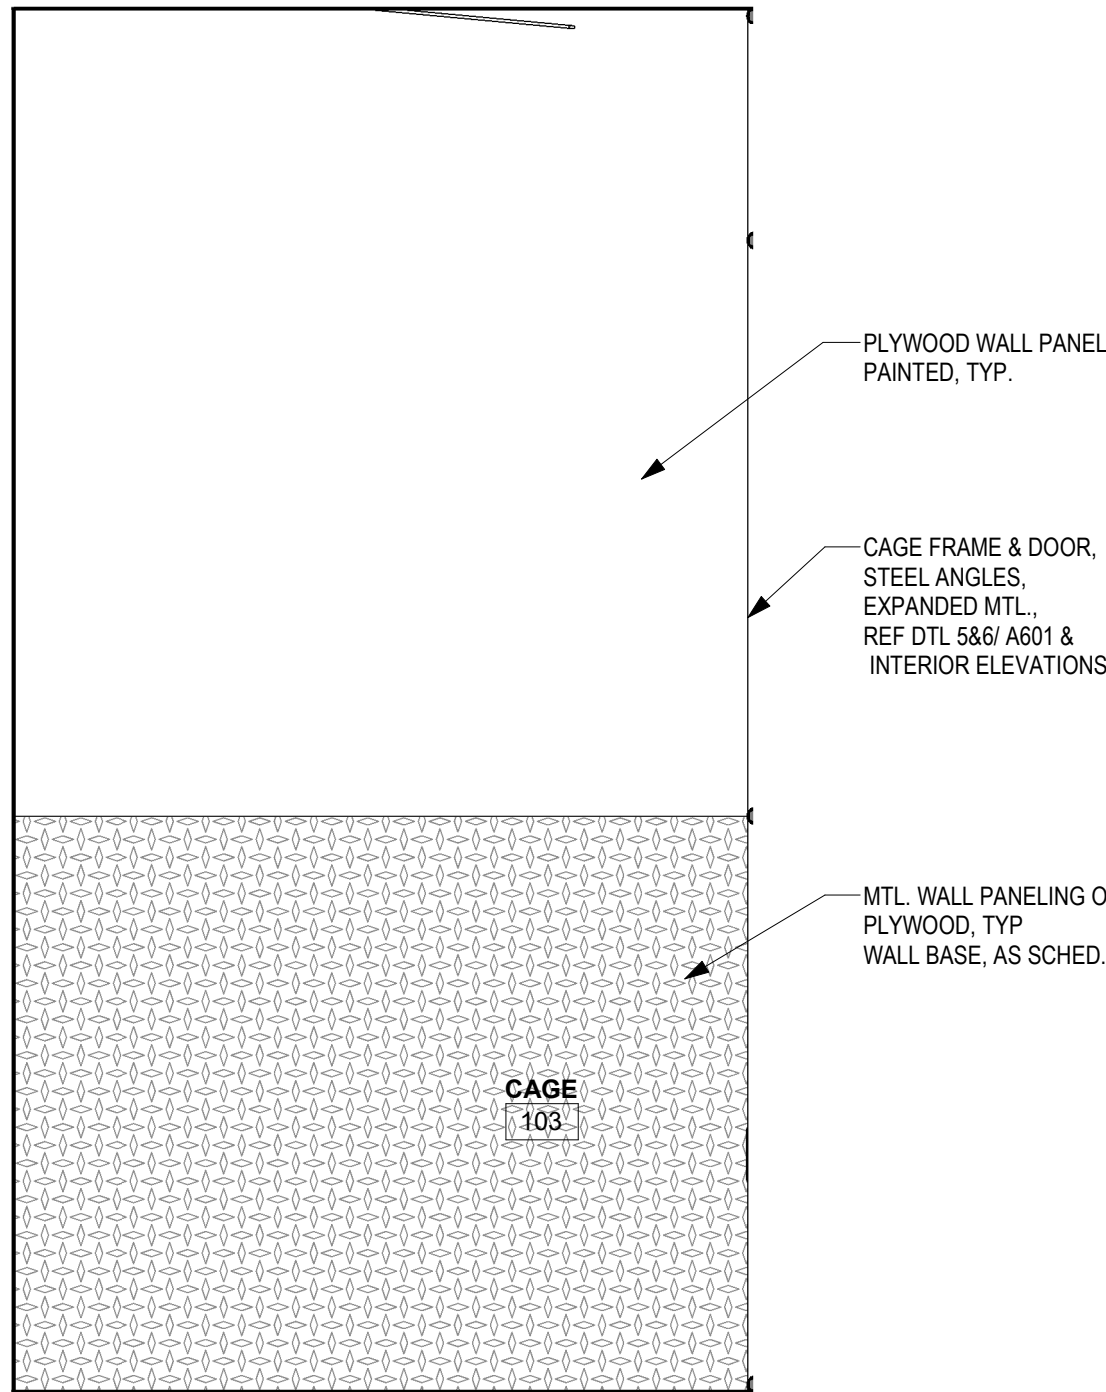 PLYWOOD WALL PANEL
PAINTED, TYP.
CAGE FRAME & DOOR,
STEEL ANGLES,
EXPANDED MTL.,
REF DTL 5&6/ A601 &
INTERIOR ELEVATIONS
MTL. WALL PANELING
PLYWOOD, TYP
WALL BASE, AS SCHED.
CAGE
103